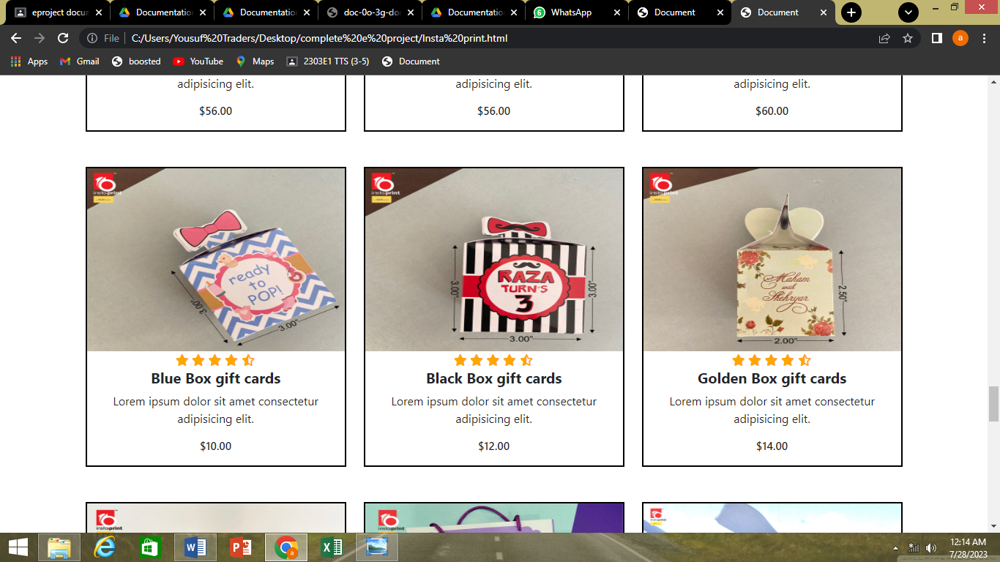 eproject docum
Documentatio
Documentatio
doc-0o-3g-doc
Documentatio
6
WhatsApp
Document
Document
File
C:/Users/Yousuf%20Traders/Desktop/complete%20e%20project/Insta%20print.html
a
Apps
Gmail
boosted
YouTube
Maps
2303E1 TTS (3-5)
Document
adipisicing elit.
$56.00
adipisicing elit.
$56.00
adipisicing elit.
$60.00
instaprint
ready
to
POP!
3.00"
3.00"
Blue Box gift cards
Lorem ipsum dolor sit amet consectetur
adipisicing elit.
$10.00
instaprint
RAZA
TURN'S
3
3.00"
3.00"
3.00"
Black Box gift cards
Lorem ipsum dolor sit amet consectetur
adipisicing elit.
$12.00
instaprint
Maham
with
Shehryar
2.50"
2.00"
Golden Box gift cards
Lorem ipsum dolor sit amet consectetur
adipisicing elit.
$14.00
instaprint
instaprint
instaprint
a
12:14 AM
7/28/2023